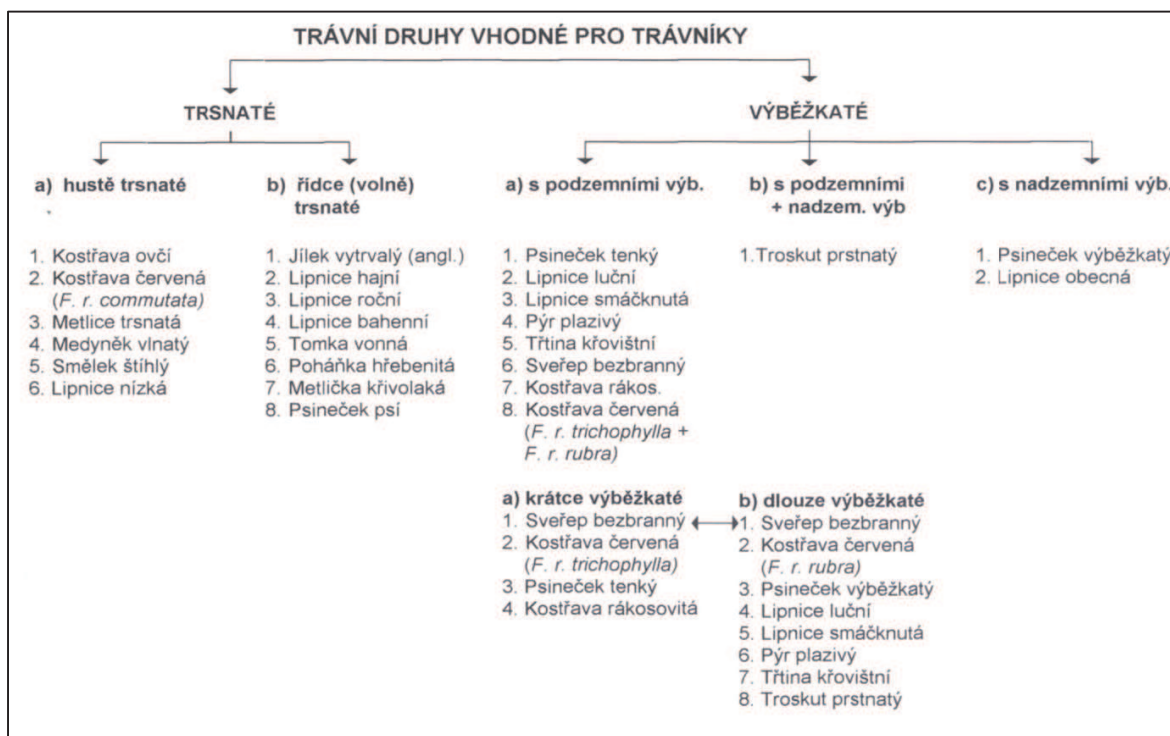 TRÁVNÍ DRUHY VHODNÉ PRO TRÁVNÍKY
TRSNATÉ
VÝBĚŽKATÉ
a) hustě trsnaté
b) řídce (volně)
trsnaté
a) s podzemními výb.
b) s podzemními
+ nadzem. výb
c) s nadzemními výb.
1. Kostřava ovčí
2. Kostřava červená
(F. r. commutata)
3. Metlice trsnatá
4. Medyněk vlnatý
5. Smělek štíhlý
6. Lipnice nízká
1. Jílek vytrvalý (angl.)
2. Lipnice hajní
3. Lipnice roční
4. Lipnice bahenní
5. Tomka vonná
6. Poháňka hřebenitá
7. Metlička křivolaká
8. Psineček psí
1. Psineček tenký
2. Lipnice luční
3. Lipnice smáčknutá
4. Pýr plazivý
5. Třtina křovištní
6. Sveřep bezbranný
7. Kostřava rákos.
8. Kostřava červená
(F. r. trichophylla +
F. r. rubra)
1.Troskut prstnatý
1. Psineček výběžkatý
2. Lipnice obecná
a) krátce výběžkaté
1. Sveřep bezbranný
2. Kostřava červená
(F. r. trichophylla)
3. Psineček tenký
4. Kostřava rákosovitá
b) dlouze výběžkaté
1. Sveřep bezbranný
2. Kostřava červená
(F. r. rubra)
3. Psineček výběžkatý
4. Lipnice luční
5. Lipnice smáčknutá
6. Pýr plazivý
7. Třtina křovištní
8. Troskut prstnatý